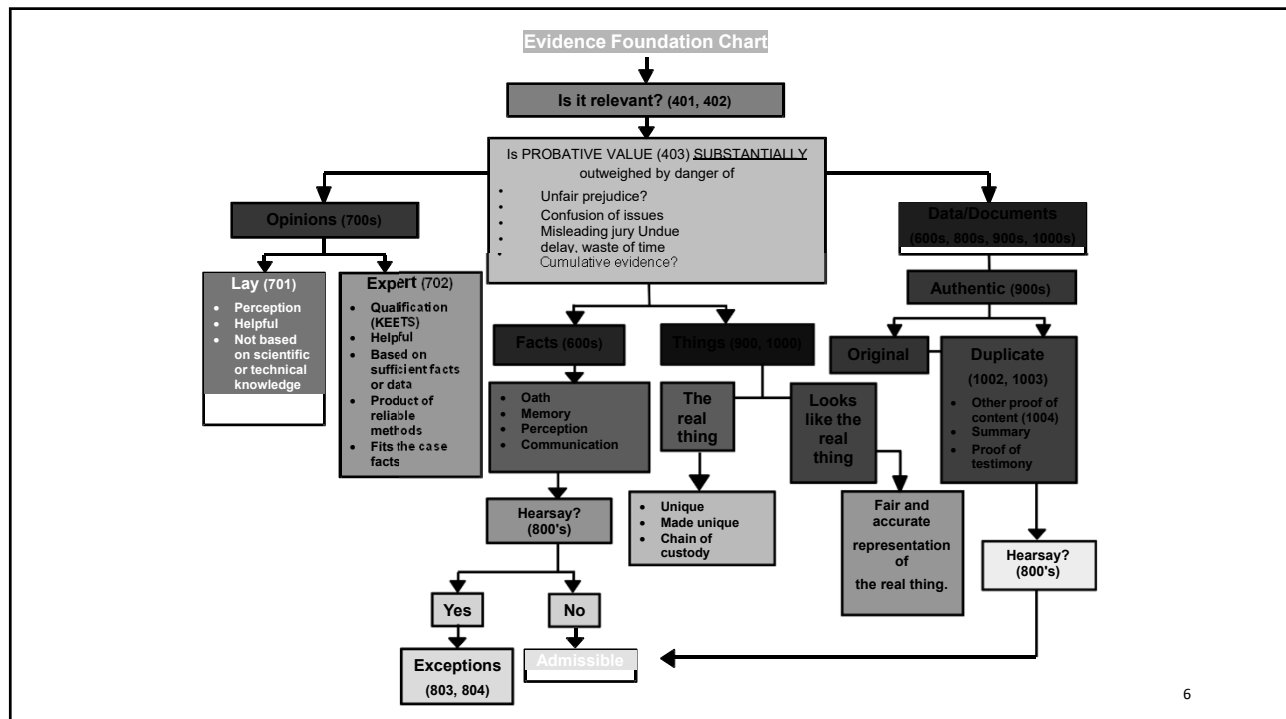 Evidence Foundation Chart
Is it relevant? (401, 402)
Is PROBATIVE VALUE (403) SUBSTANTIALLY
outweighed by danger of
• Unfair prejudice?
• Confusion of issues
• Misleading jury Undue
• delay, waste of time
• Cumulative evidence?
Opinions (700s)
Lay (701)
• Perception
• Helpful
• Not based
on scientific
or technical
knowledge
Expert (702)
• Qualification
(KEETS)
• Helpful
• Based on
sufficient facts
or data
• Product of
reliable
methods
• Fits the case
facts
Facts (600s)
• Oath
• Memory
• Perception
• Communication
Hearsay?
(800's)
Yes
No
Exceptions
(803, 804)
Admissible
Things (900, 1000)
The
real
thing
• Unique
• Made unique
• Chain of
custody
Looks
like the
real
thing
Fair and
accurate
representation
of
the real thing.
Data/Documents
(600s, 800s, 900s, 1000s)
Authentic (900s)
Original
Duplicate
(1002, 1003)
• Other proof of
content (1004)
• Summary
• Proof of
testimony
Hearsay?
(800's)
6